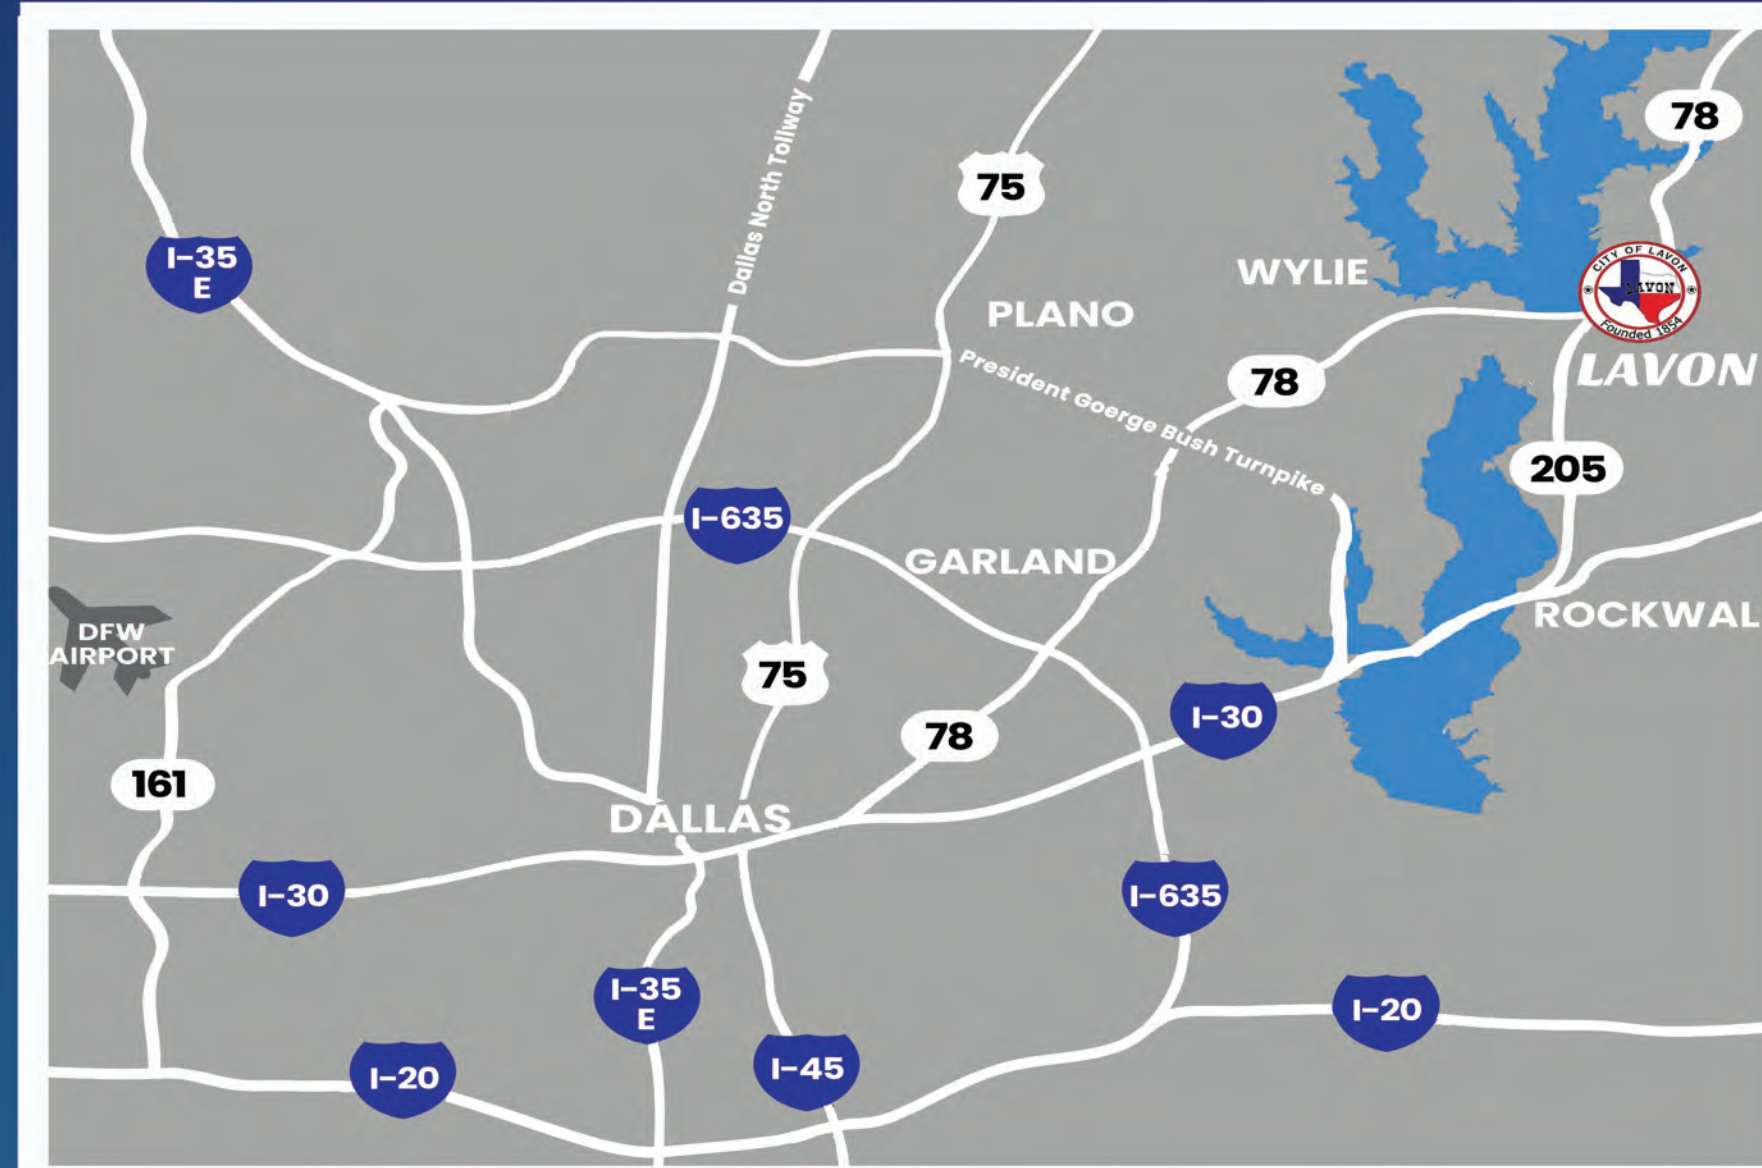 78
Dallas North Tollway
75
I-35
E
WYLIE
CITY OF LAVON
LAVON
Founded 1854
PLANO
President Goerge Bush Turnpike
78
LAVON
205
I-635
GARLAND
ROCKWAL
DFW
AIRPORT
75
I-30
78
161
DALLAS
I-30
I-635
I-35
E
I-20
I-45
I-20